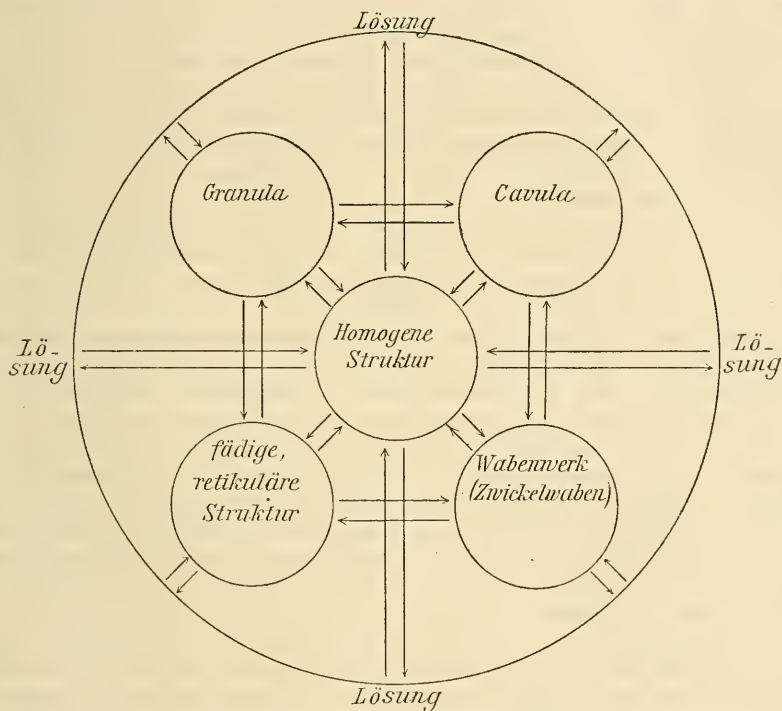 Lösung
Granula
Cavula
Homogene
Struktur
Lö-
sung
Lö-
sung
fädige,
retikuläre
Struktur
Wabenwerk
(Zwickelwaben)
Lösung